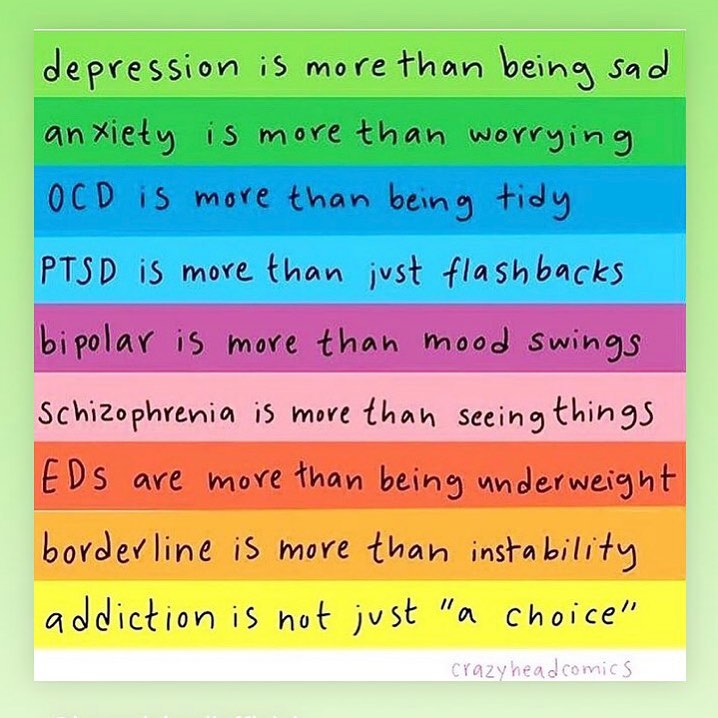 depression is more than being sad
anxiety is more than worrying
OCD is more than being tidy
PTSD is more than just flashbacks
bipolar is more than mood swings
schizophrenia is more than seeing things
EDs are more than being underweight
borderline is more than instability
addiction is not just "a choice"
crazyheadcomics